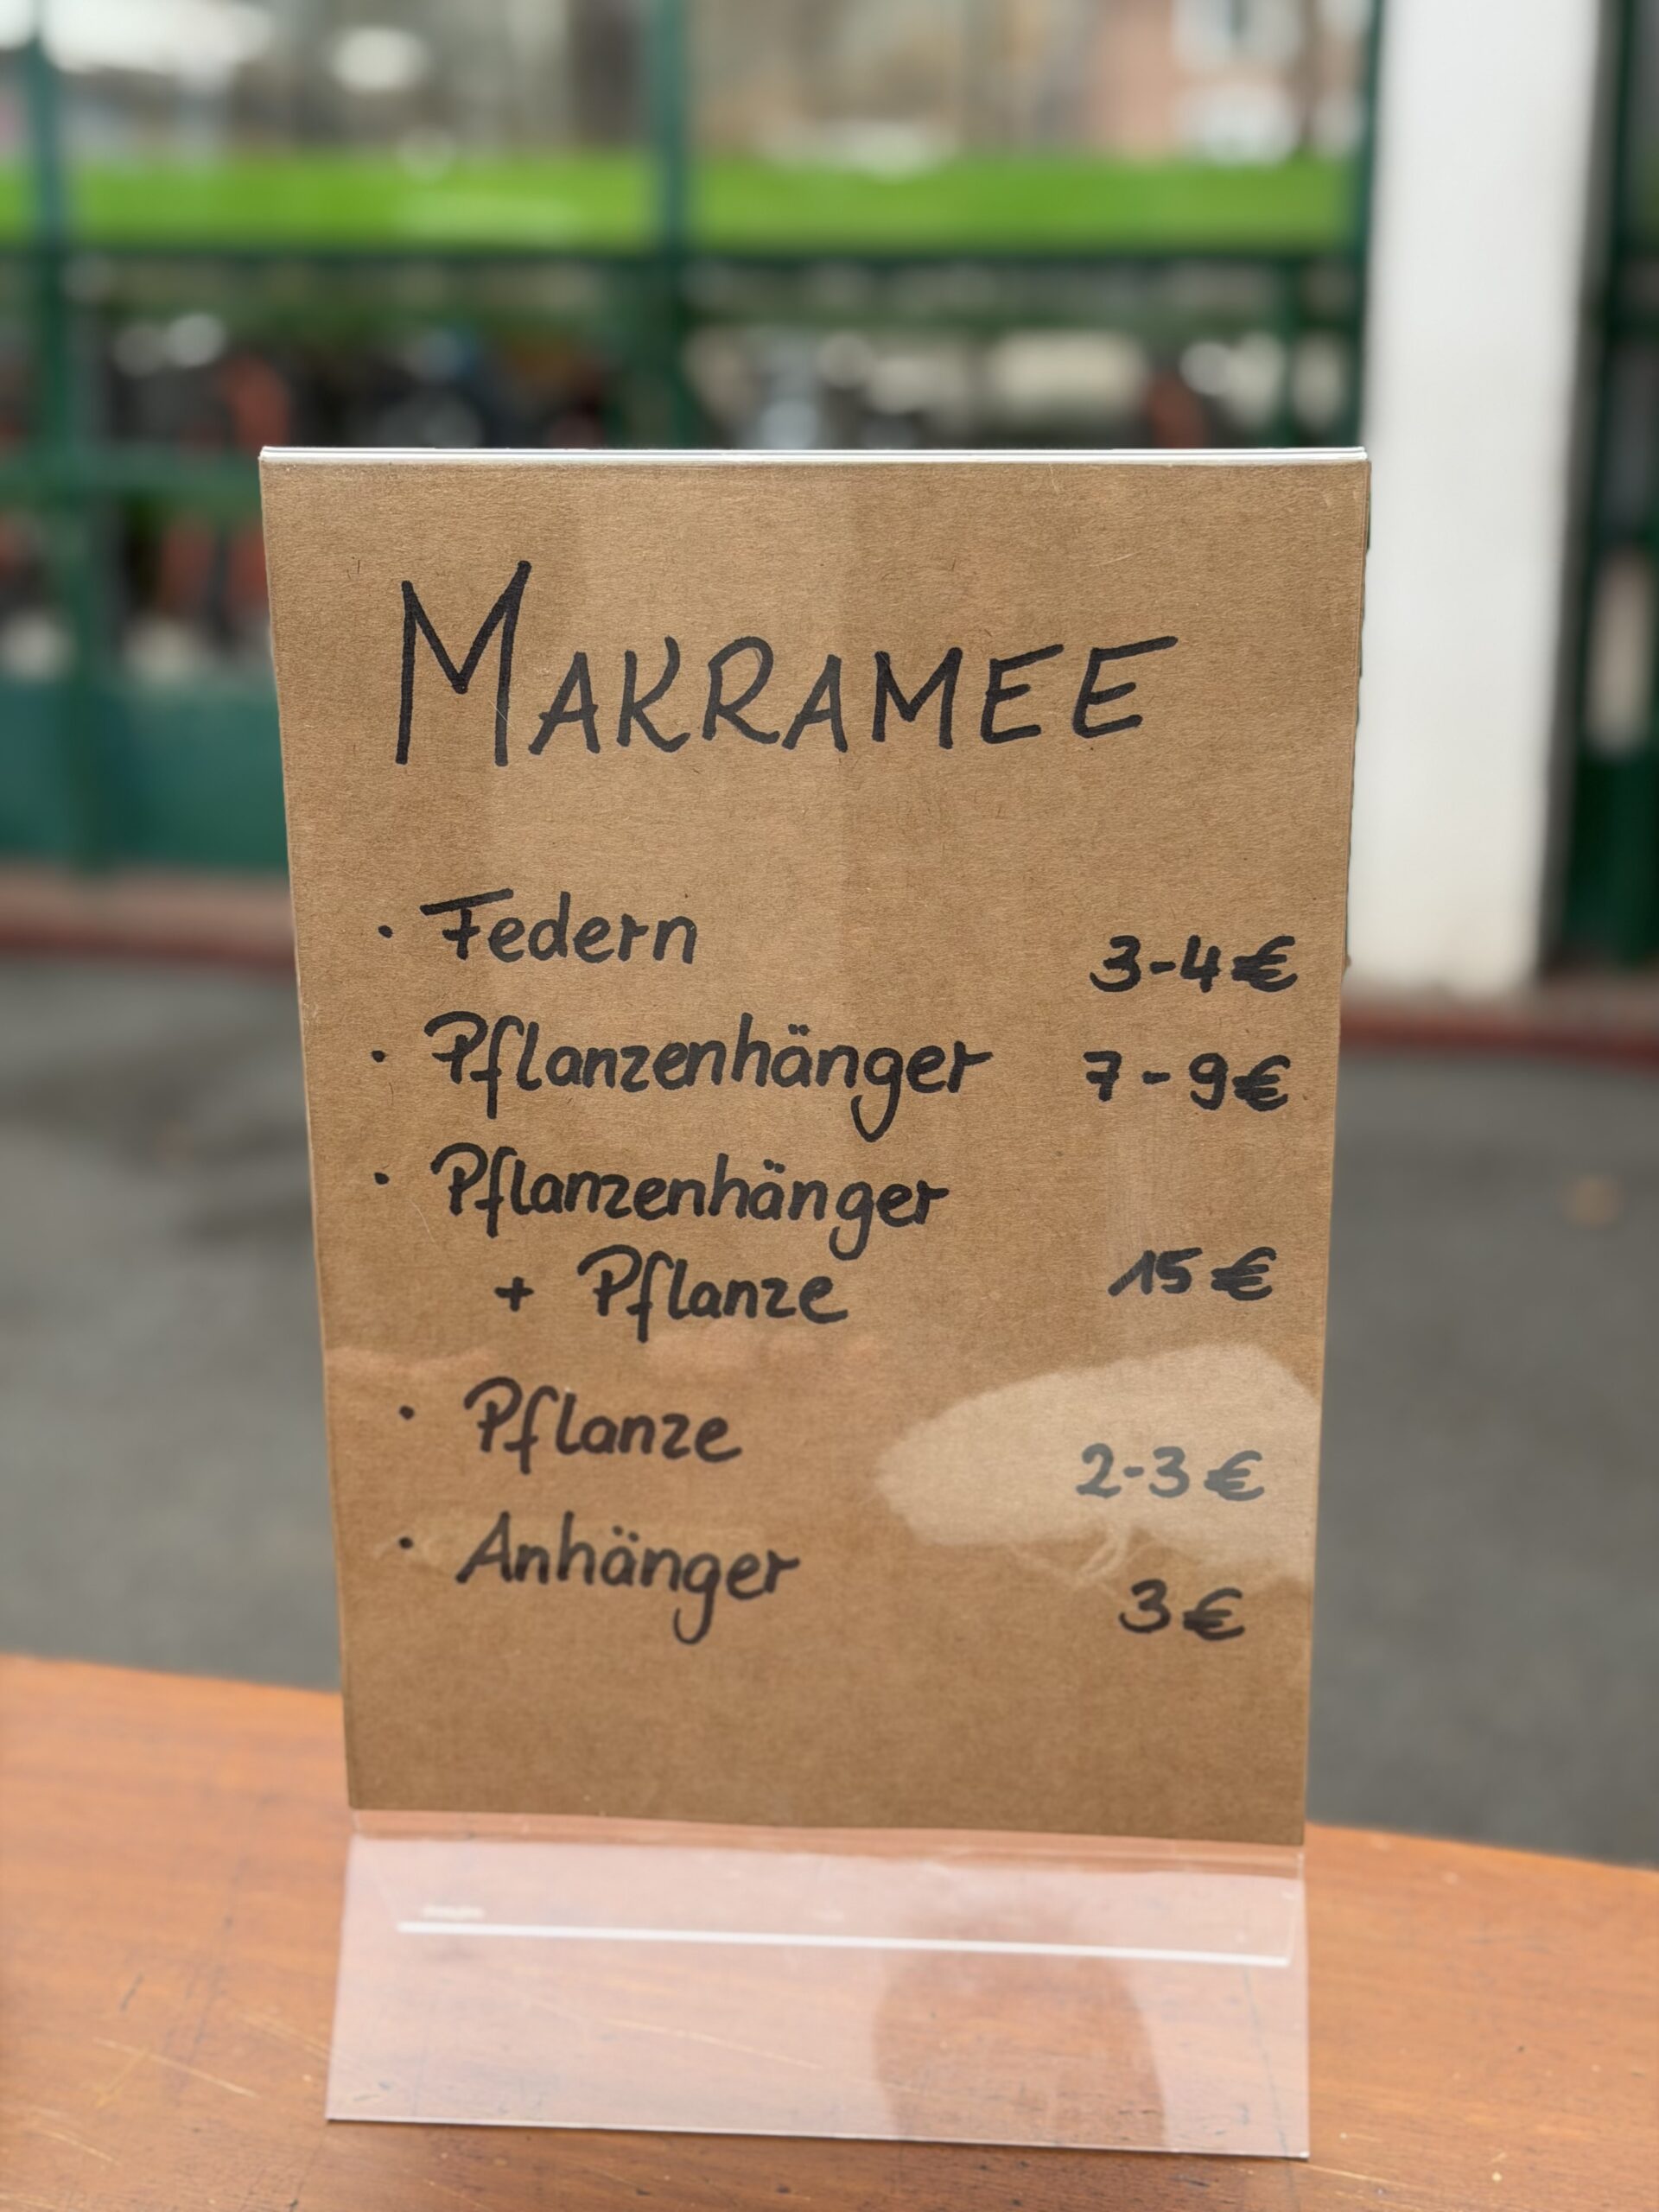 MAKRAMEE
· Federn 3-4€
· Pflanzenhänger 7-9€
· Pflanzenhänger
+ Pflanze 15€
· Pflanze 2-3€
· Anhänger 3€